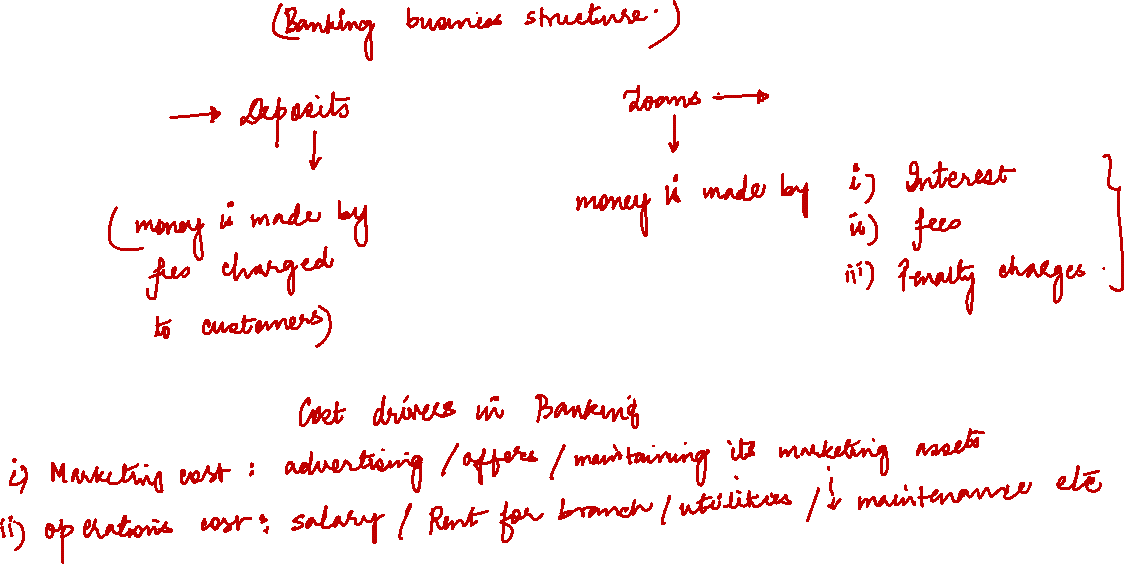 (Banking business structure.)
→ Deposits
Loans →
↓
↓
(money is made by
fees charged
to customers)
money is made by i) Interest
ii) fees
iii) Penalty charges.
Cost drivers in Banking
i) Marketing cost: advertising / offers / maintaining its marketing assets
ii) operations cost: salary / Rent for branch / utilities / ↓ maintenance etc